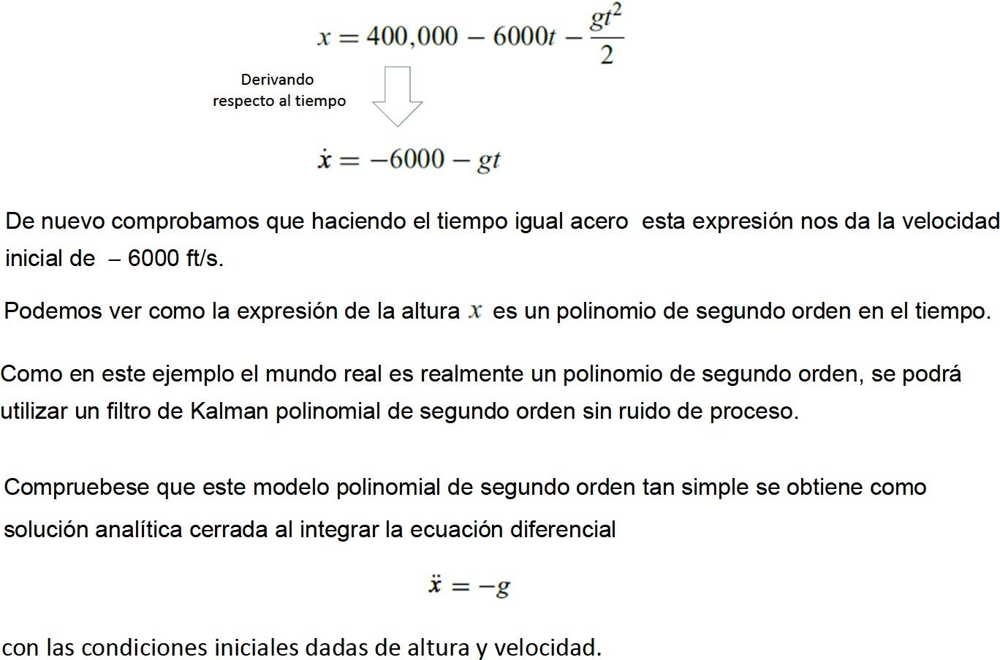 x = 400,000 − 6000t − gt²/2
Derivando
respecto al tiempo
ẋ = −6000 − gt
De nuevo comprobamos que haciendo el tiempo igual acero esta expresión nos da la velocidad
inicial de – 6000 ft/s.
Podemos ver como la expresión de la altura x es un polinomio de segundo orden en el tiempo.
Como en este ejemplo el mundo real es realmente un polinomio de segundo orden, se podrá
utilizar un filtro de Kalman polinomial de segundo orden sin ruido de proceso.
Compruebese que este modelo polinomial de segundo orden tan simple se obtiene como
solución analítica cerrada al integrar la ecuación diferencial
ẍ = −g
con las condiciones iniciales dadas de altura y velocidad.